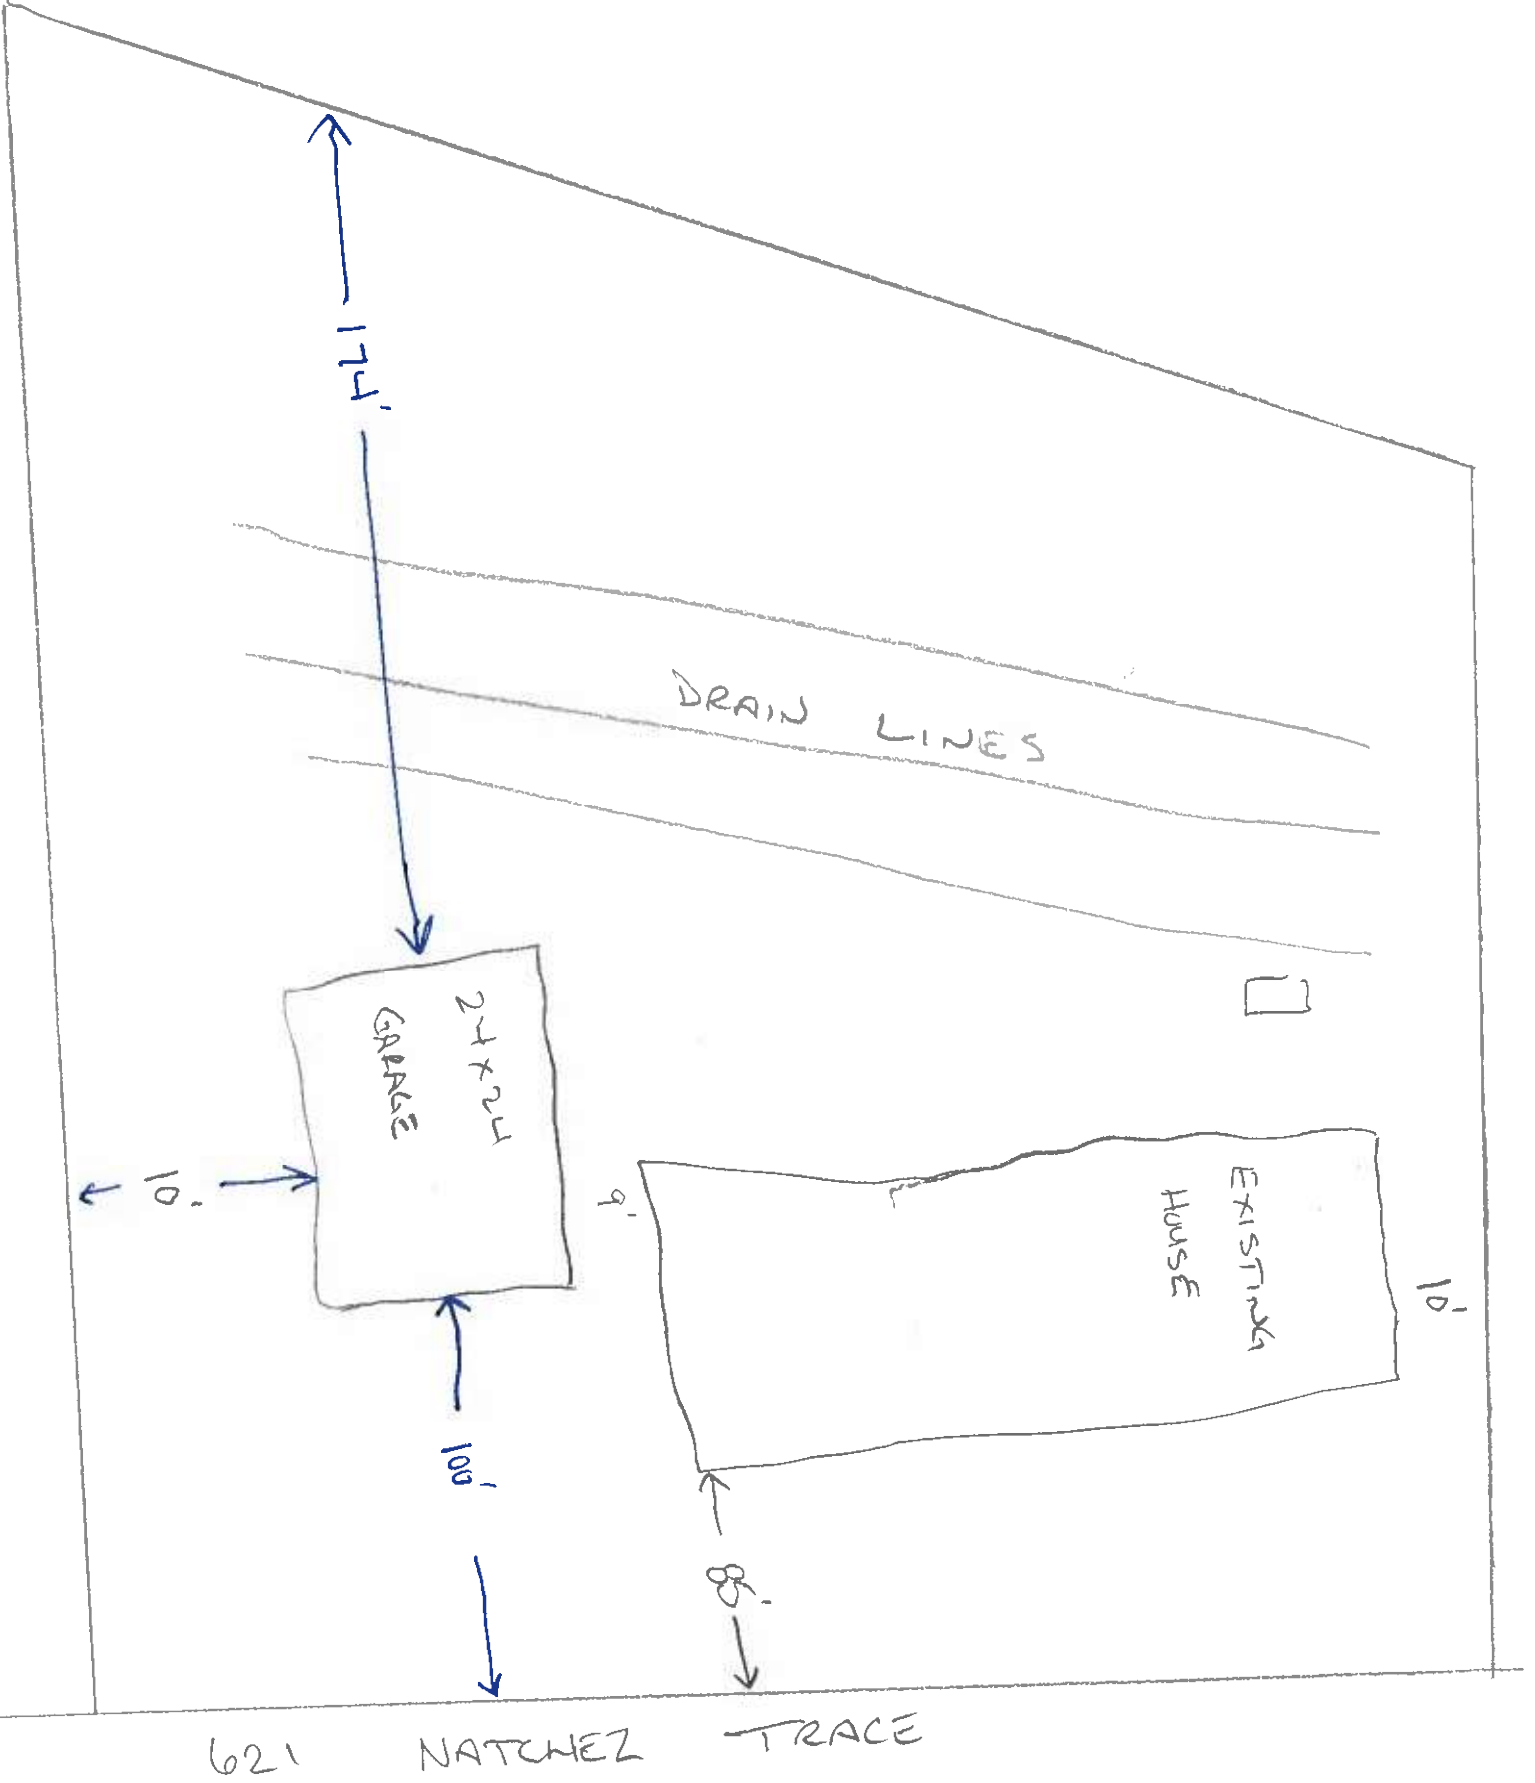 174'
DRAIN LINES
24x24
GARAGE
10'
9'
EXISTING
HOUSE
10'
100'
85'
621 NATCHEZ TRACE